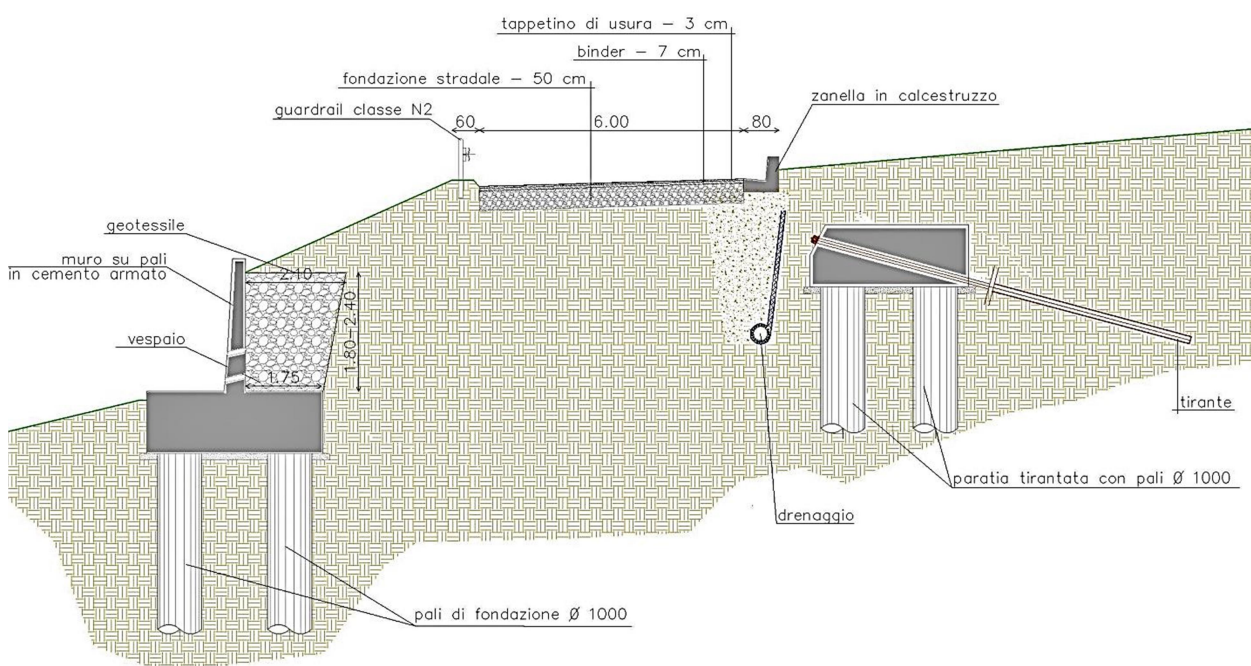 tappetino di usura – 3 cm
binder – 7 cm
fondazione stradale – 50 cm
guardrail classe N2
zanella in calcestruzzo
60
6.00
80
geotessile
muro su pali
in cemento armato
2.10
1.80–2.40
vespaio
1.75
tirante
paratia tirantata con pali Ø 1000
drenaggio
pali di fondazione Ø 1000